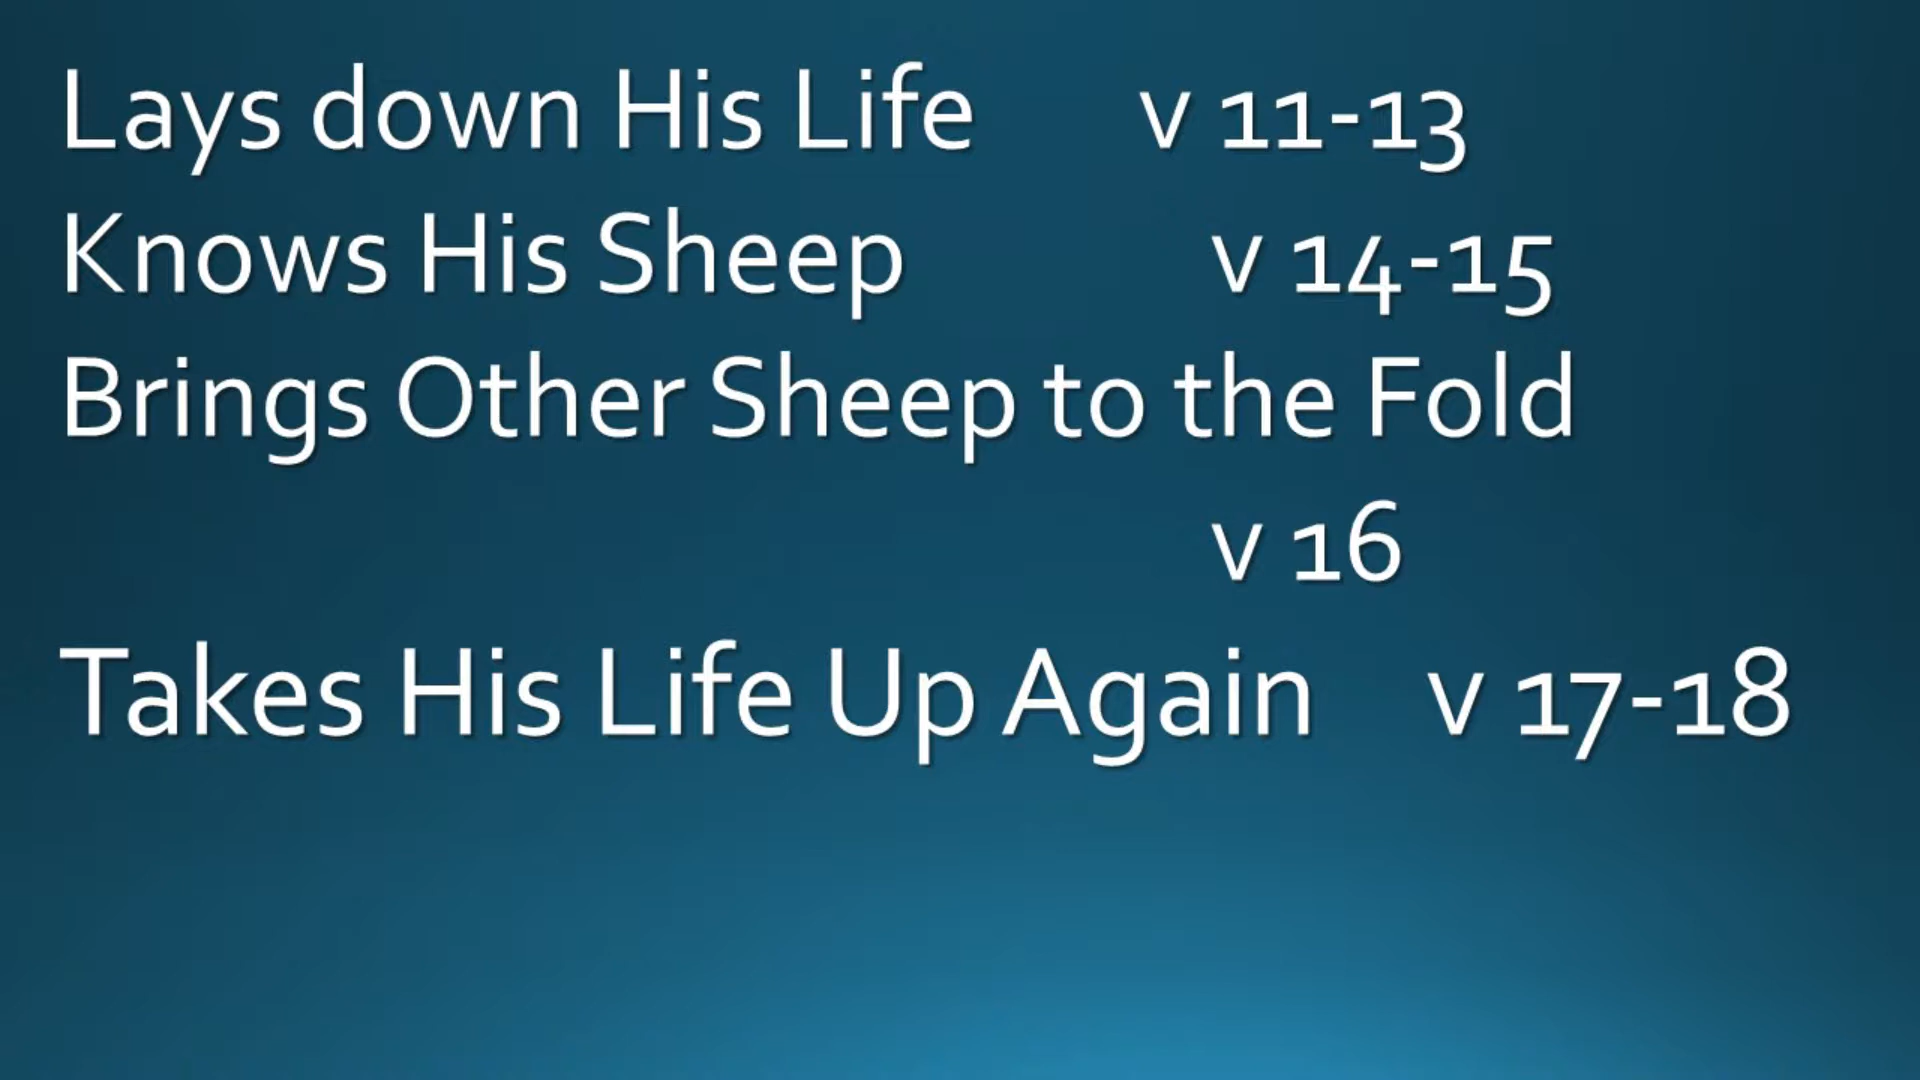 Lays down His Life v 11-13
Knows His Sheep v 14-15
Brings Other Sheep to the Fold
v 16
Takes His Life Up Again v 17-18